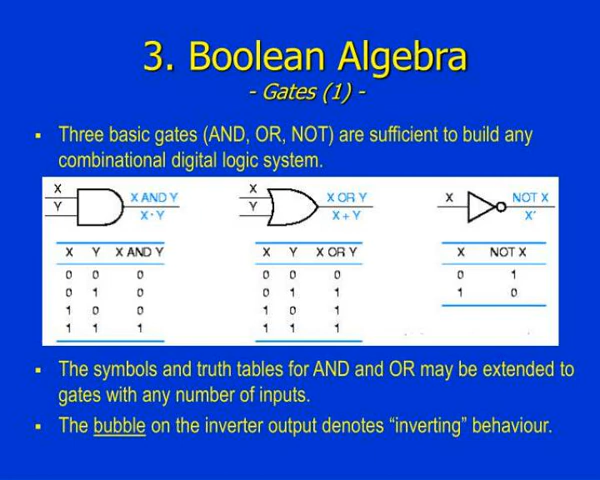 3. Boolean Algebra
- Gates (1) -
▪ Three basic gates (AND, OR, NOT) are sufficient to build any
combinational digital logic system.
X
Y
X AND Y
X · Y
X
Y
X OR Y
X + Y
X
NOT X
X′
X Y X AND Y
0 0 0
0 1 0
1 0 0
1 1 1
X Y X OR Y
0 0 0
0 1 1
1 0 1
1 1 1
X NOT X
0 1
1 0
▪ The symbols and truth tables for AND and OR may be extended to
gates with any number of inputs.
▪ The bubble on the inverter output denotes “inverting” behaviour.